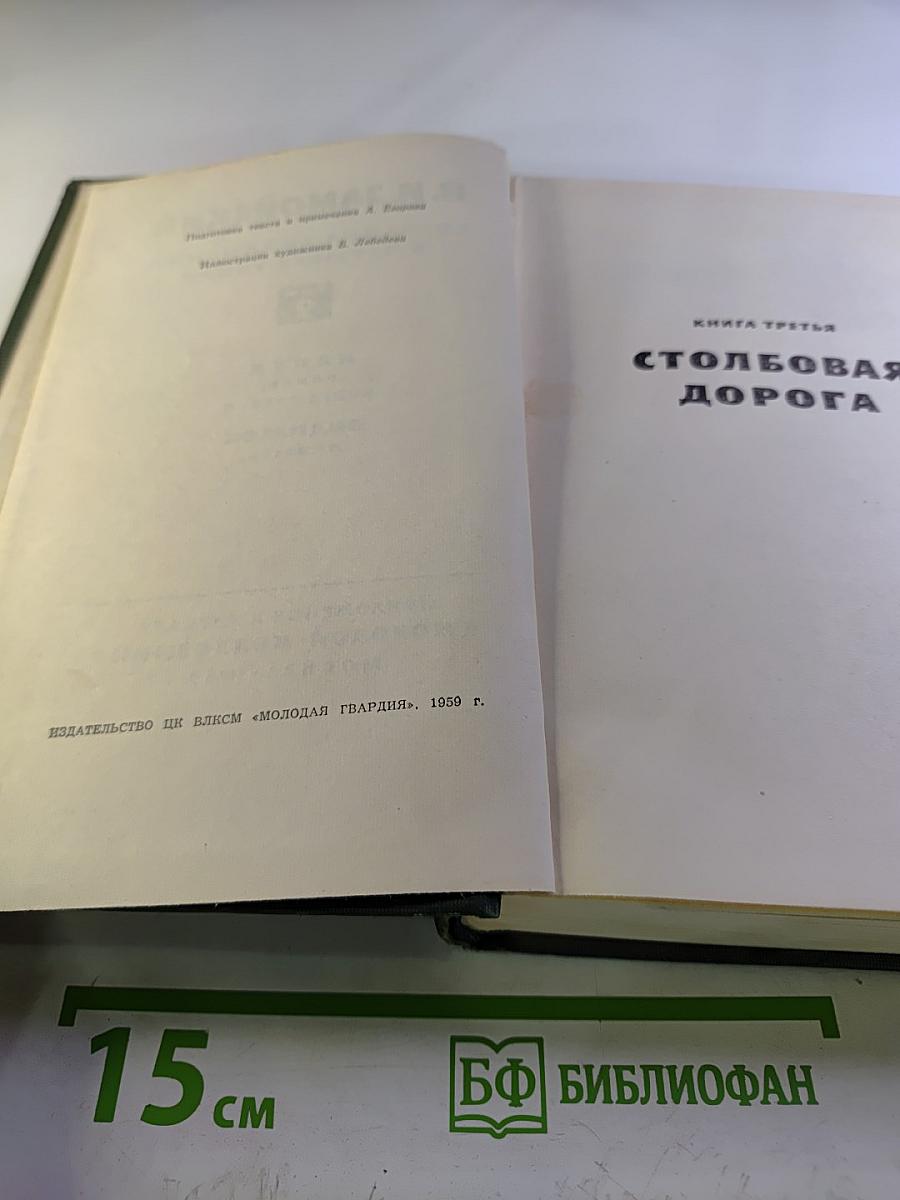 Подготовка текста и примечания А.
Иллюстрации художника В. Лебедева
ИЗДАТЕЛЬСТВО ЦК ВЛКСМ «МОЛОДАЯ ГВАРДИЯ». 1959 г.
КНИГА ТРЕТЬЯ
СТОЛБОВАЯ
ДОРОГА
15 см
БФ БИБЛИОФАН